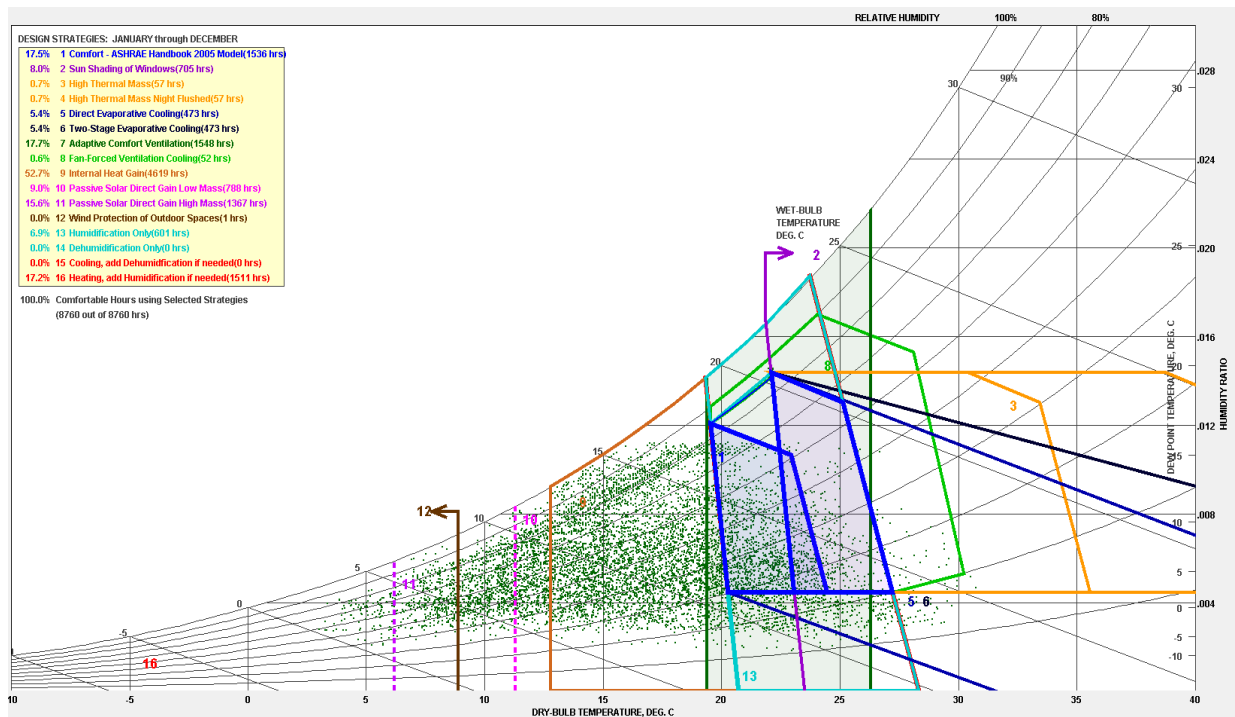 RELATIVE HUMIDITY 100% 80%
DESIGN STRATEGIES: JANUARY through DECEMBER
17.5% 1 Comfort - ASHRAE Handbook 2005 Model(1536 hrs)
8.0% 2 Sun Shading of Windows(705 hrs)
0.7% 3 High Thermal Mass(57 hrs)
0.7% 4 High Thermal Mass Night Flushed(57 hrs)
5.4% 5 Direct Evaporative Cooling(473 hrs)
5.4% 6 Two-Stage Evaporative Cooling(473 hrs)
17.7% 7 Adaptive Comfort Ventilation(1548 hrs)
0.6% 8 Fan-Forced Ventilation Cooling(52 hrs)
52.7% 9 Internal Heat Gain(4619 hrs)
9.0% 10 Passive Solar Direct Gain Low Mass(788 hrs)
15.6% 11 Passive Solar Direct Gain High Mass(1367 hrs)
0.0% 12 Wind Protection of Outdoor Spaces(1 hrs)
6.9% 13 Humidification Only(601 hrs)
0.0% 14 Dehumidification Only(0 hrs)
0.0% 15 Cooling, add Dehumidfication if needed(0 hrs)
17.2% 16 Heating, add Humidification if needed(1511 hrs)
100.0% Comfortable Hours using Selected Strategies
(8760 out of 8760 hrs)
.028
30 90% 30
.024
WET-BULB
TEMPERATURE
DEG. C
25 25 .020
2
.016
20 8 20
DEW POINT TEMPERATURE, DEG. C
HUMIDITY RATIO
3
.012
15 1 15
9
12 10 10 .008 10
5 11 5
0 5 6 .004 0
-5 -5
16 13 -10
-10 -5 0 5 10 15 20 25 30 35 40
DRY-BULB TEMPERATURE, DEG. C